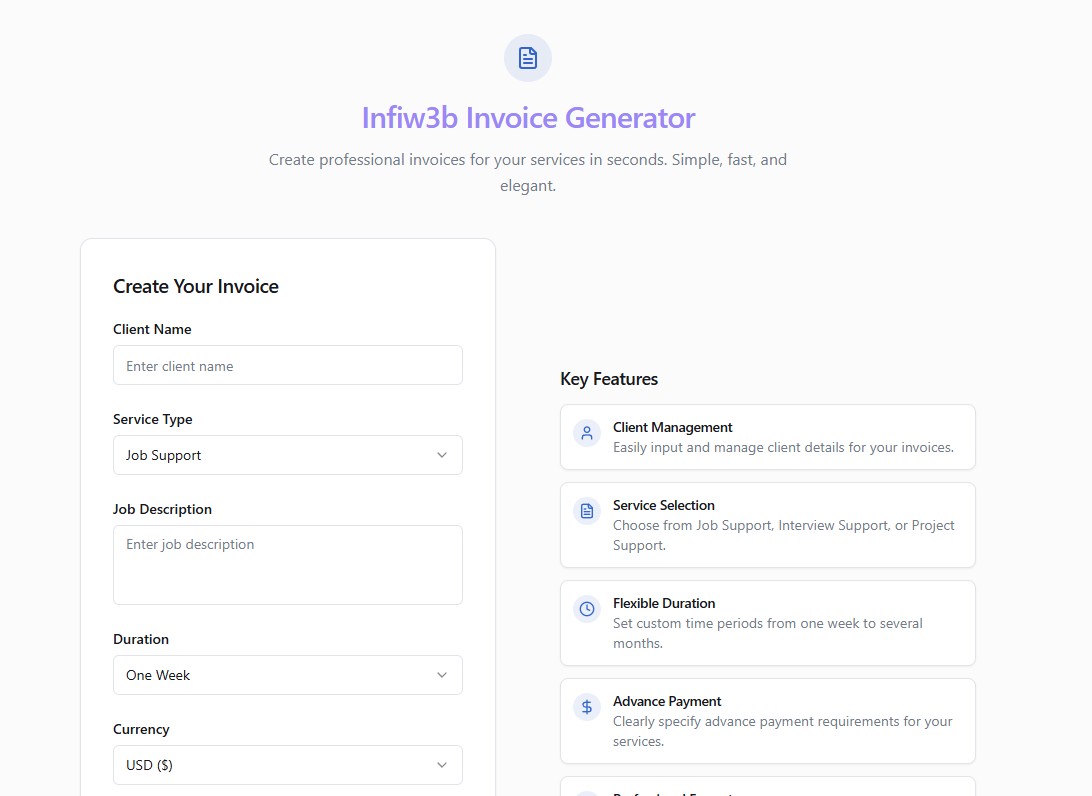 Infiw3b Invoice Generator
Create professional invoices for your services in seconds. Simple, fast, and
elegant.
Create Your Invoice
Client Name
Enter client name
Service Type
Job Support
Job Description
Enter job description
Duration
One Week
Currency
USD ($)
Key Features
Client Management
Easily input and manage client details for your invoices.
Service Selection
Choose from Job Support, Interview Support, or Project
Support.
Flexible Duration
Set custom time periods from one week to several
months.
Advance Payment
Clearly specify advance payment requirements for your
services.